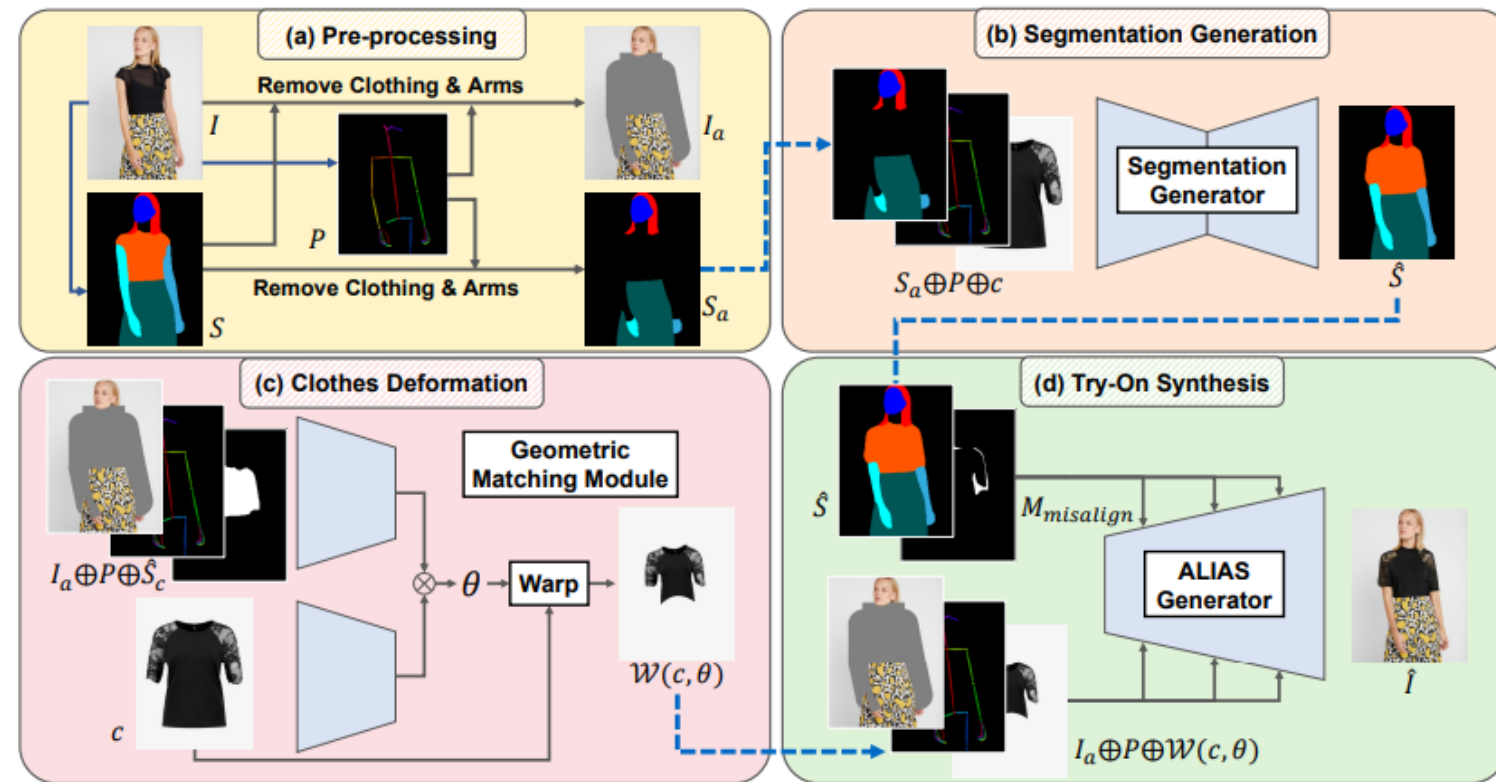 (a) Pre-processing
Remove Clothing & Arms
I
I_a
P
Remove Clothing & Arms
S
S_a
(b) Segmentation Generation
Segmentation
Generator
S_a⊕P⊕c
Ŝ
(c) Clothes Deformation
Geometric
Matching Module
I_a⊕P⊕Ŝ_c
⊗
θ
Warp
c
𝒲(c, θ)
(d) Try-On Synthesis
Ŝ
M_misalign
ALIAS
Generator
Î
I_a⊕P⊕𝒲(c, θ)